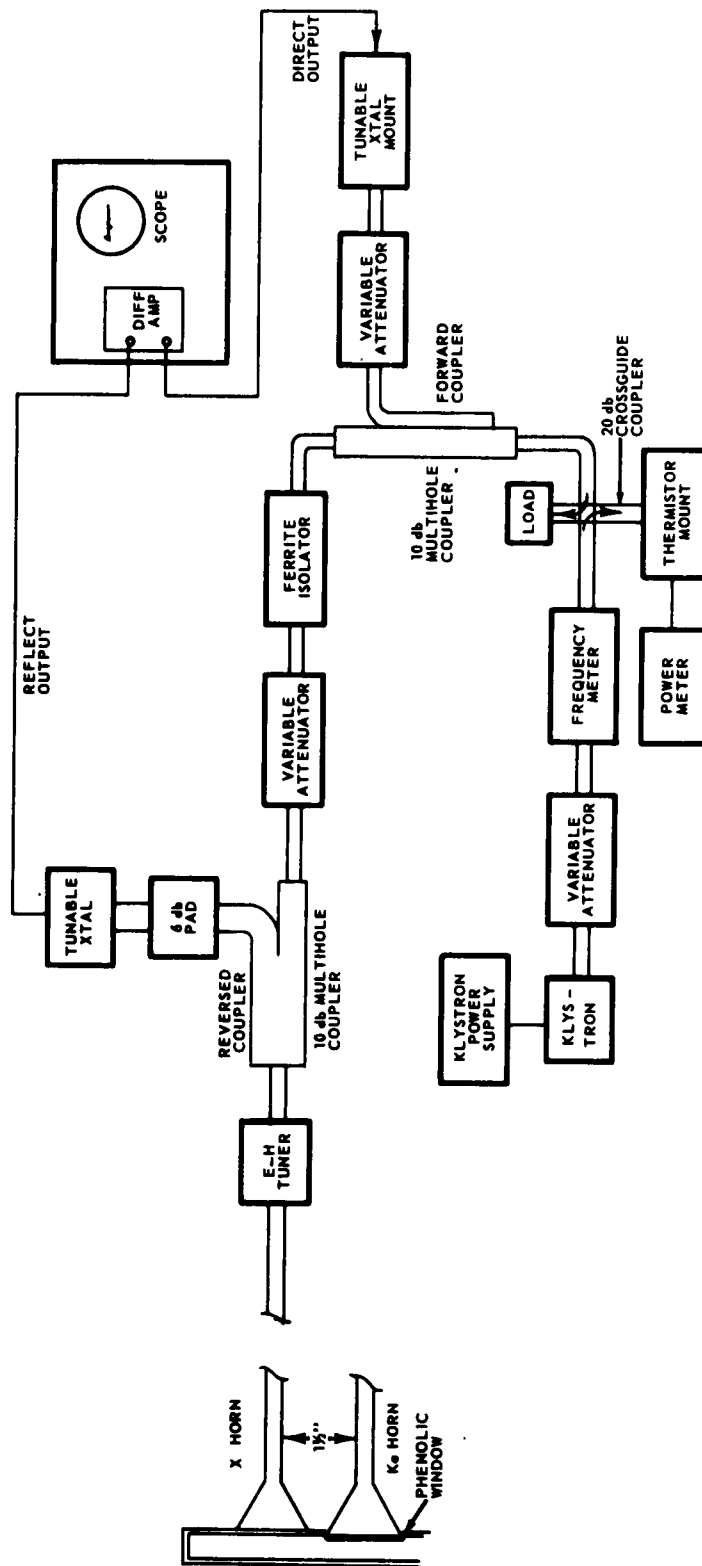 X HORN
1½"
Ka HORN
PHENOLIC
WINDOW
E-H
TUNER
REVERSED
COUPLER
10 db MULTIHOLE
COUPLER
TUNABLE
XTAL
6 db
PAD
REFLECT
OUTPUT
VARIABLE
ATTENUATOR
FERRITE
ISOLATOR
DIFF
AMP
SCOPE
DIRECT
OUTPUT
TUNABLE
XTAL
MOUNT
VARIABLE
ATTENUATOR
FORWARD
COUPLER
10 db
MULTIHOLE
COUPLER
20 db
CROSSGUIDE
COUPLER
LOAD
THERMISTOR
MOUNT
POWER
METER
FREQUENCY
METER
VARIABLE
ATTENUATOR
KLYS-
TRON
KLYSTRON
POWER
SUPPLY